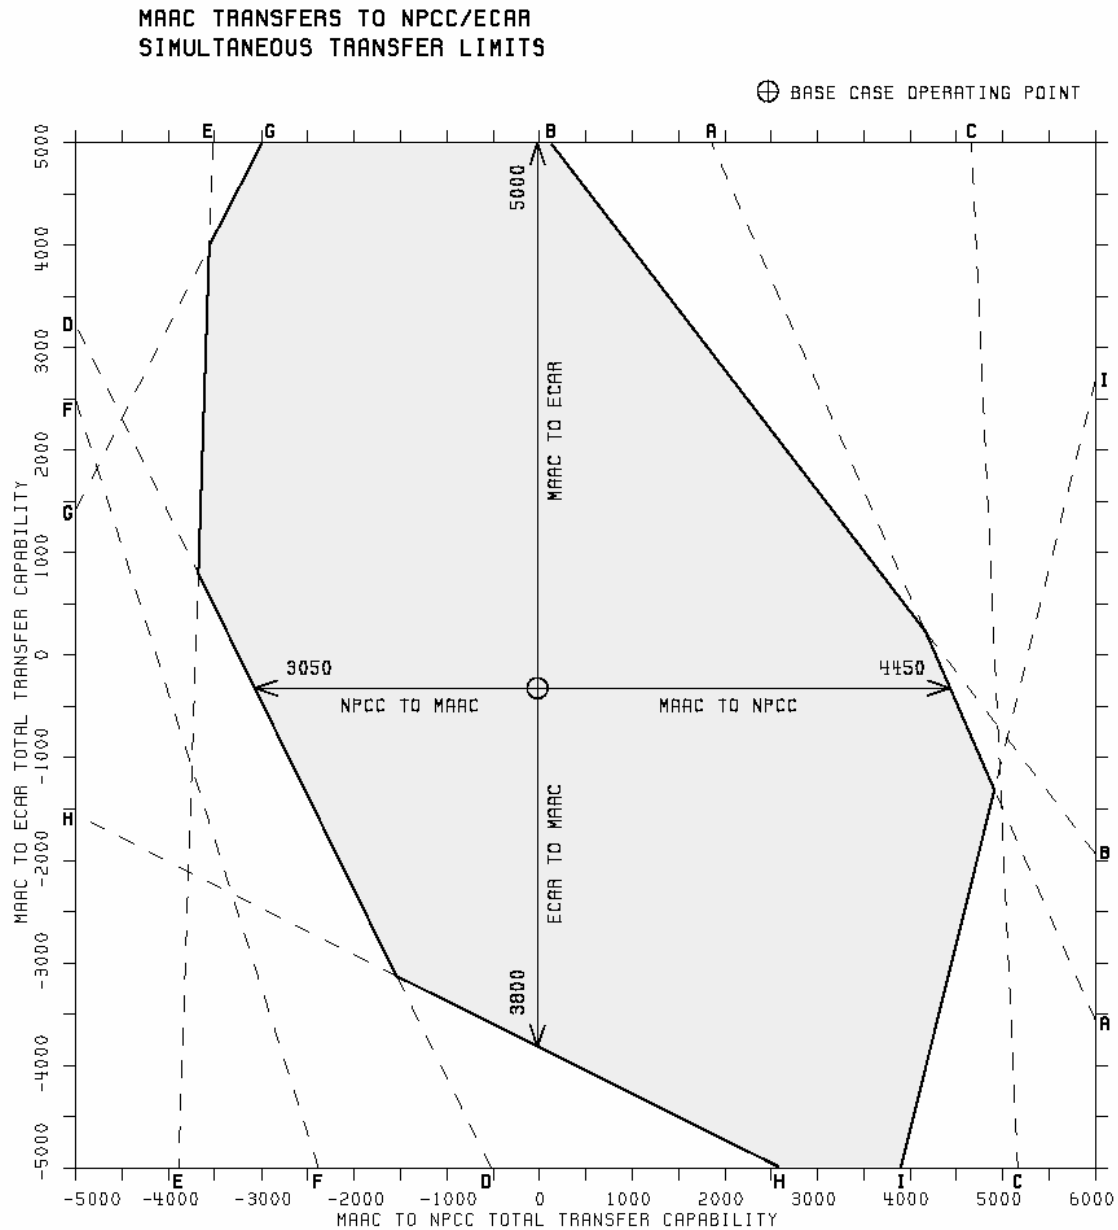 MAAC TRANSFERS TO NPCC/ECAR
SIMULTANEOUS TRANSFER LIMITS
BASE CASE OPERATING POINT
E G B A C
5000
4000
3000
2000
1000
0
-1000
-2000
-3000
-4000
-5000
MAAC TO ECAR TOTAL TRANSFER CAPABILITY
D
F
G
H
5000
MAAC TO ECAR
3050
4450
NPCC TO MAAC
MAAC TO NPCC
ECAR TO MAAC
3800
I
B
A
E F D H I C
-5000 -4000 -3000 -2000 -1000 0 1000 2000 3000 4000 5000 6000
MAAC TO NPCC TOTAL TRANSFER CAPABILITY